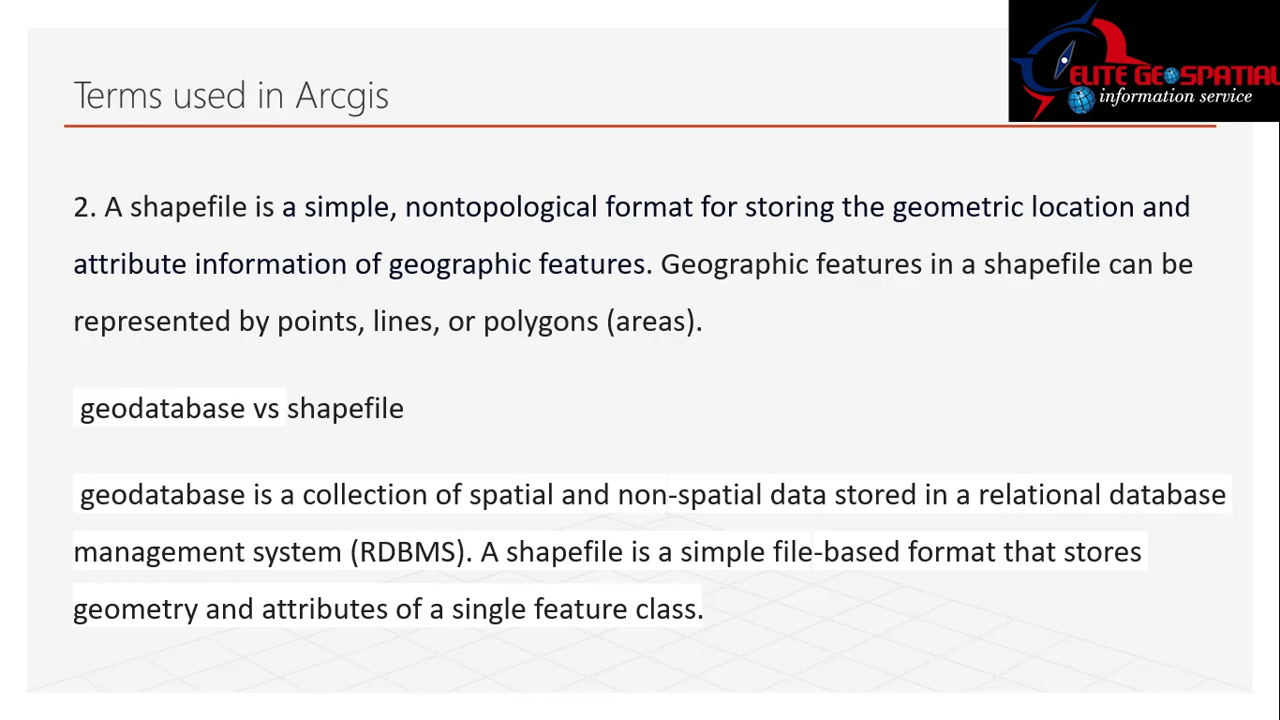 Terms used in Arcgis
ELITE GEOSPATIAL
information service
2. A shapefile is a simple, nontopological format for storing the geometric location and
attribute information of geographic features. Geographic features in a shapefile can be
represented by points, lines, or polygons (areas).
geodatabase vs shapefile
geodatabase is a collection of spatial and non-spatial data stored in a relational database
management system (RDBMS). A shapefile is a simple file-based format that stores
geometry and attributes of a single feature class.